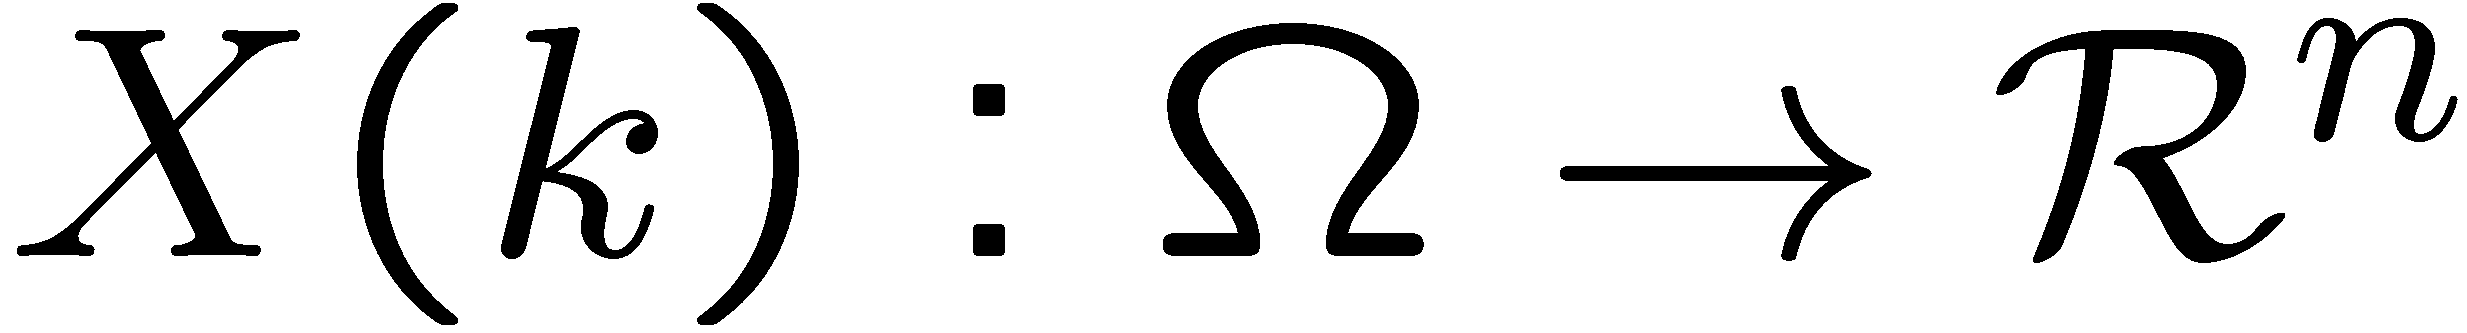 X(k) : Ω → ℛⁿ